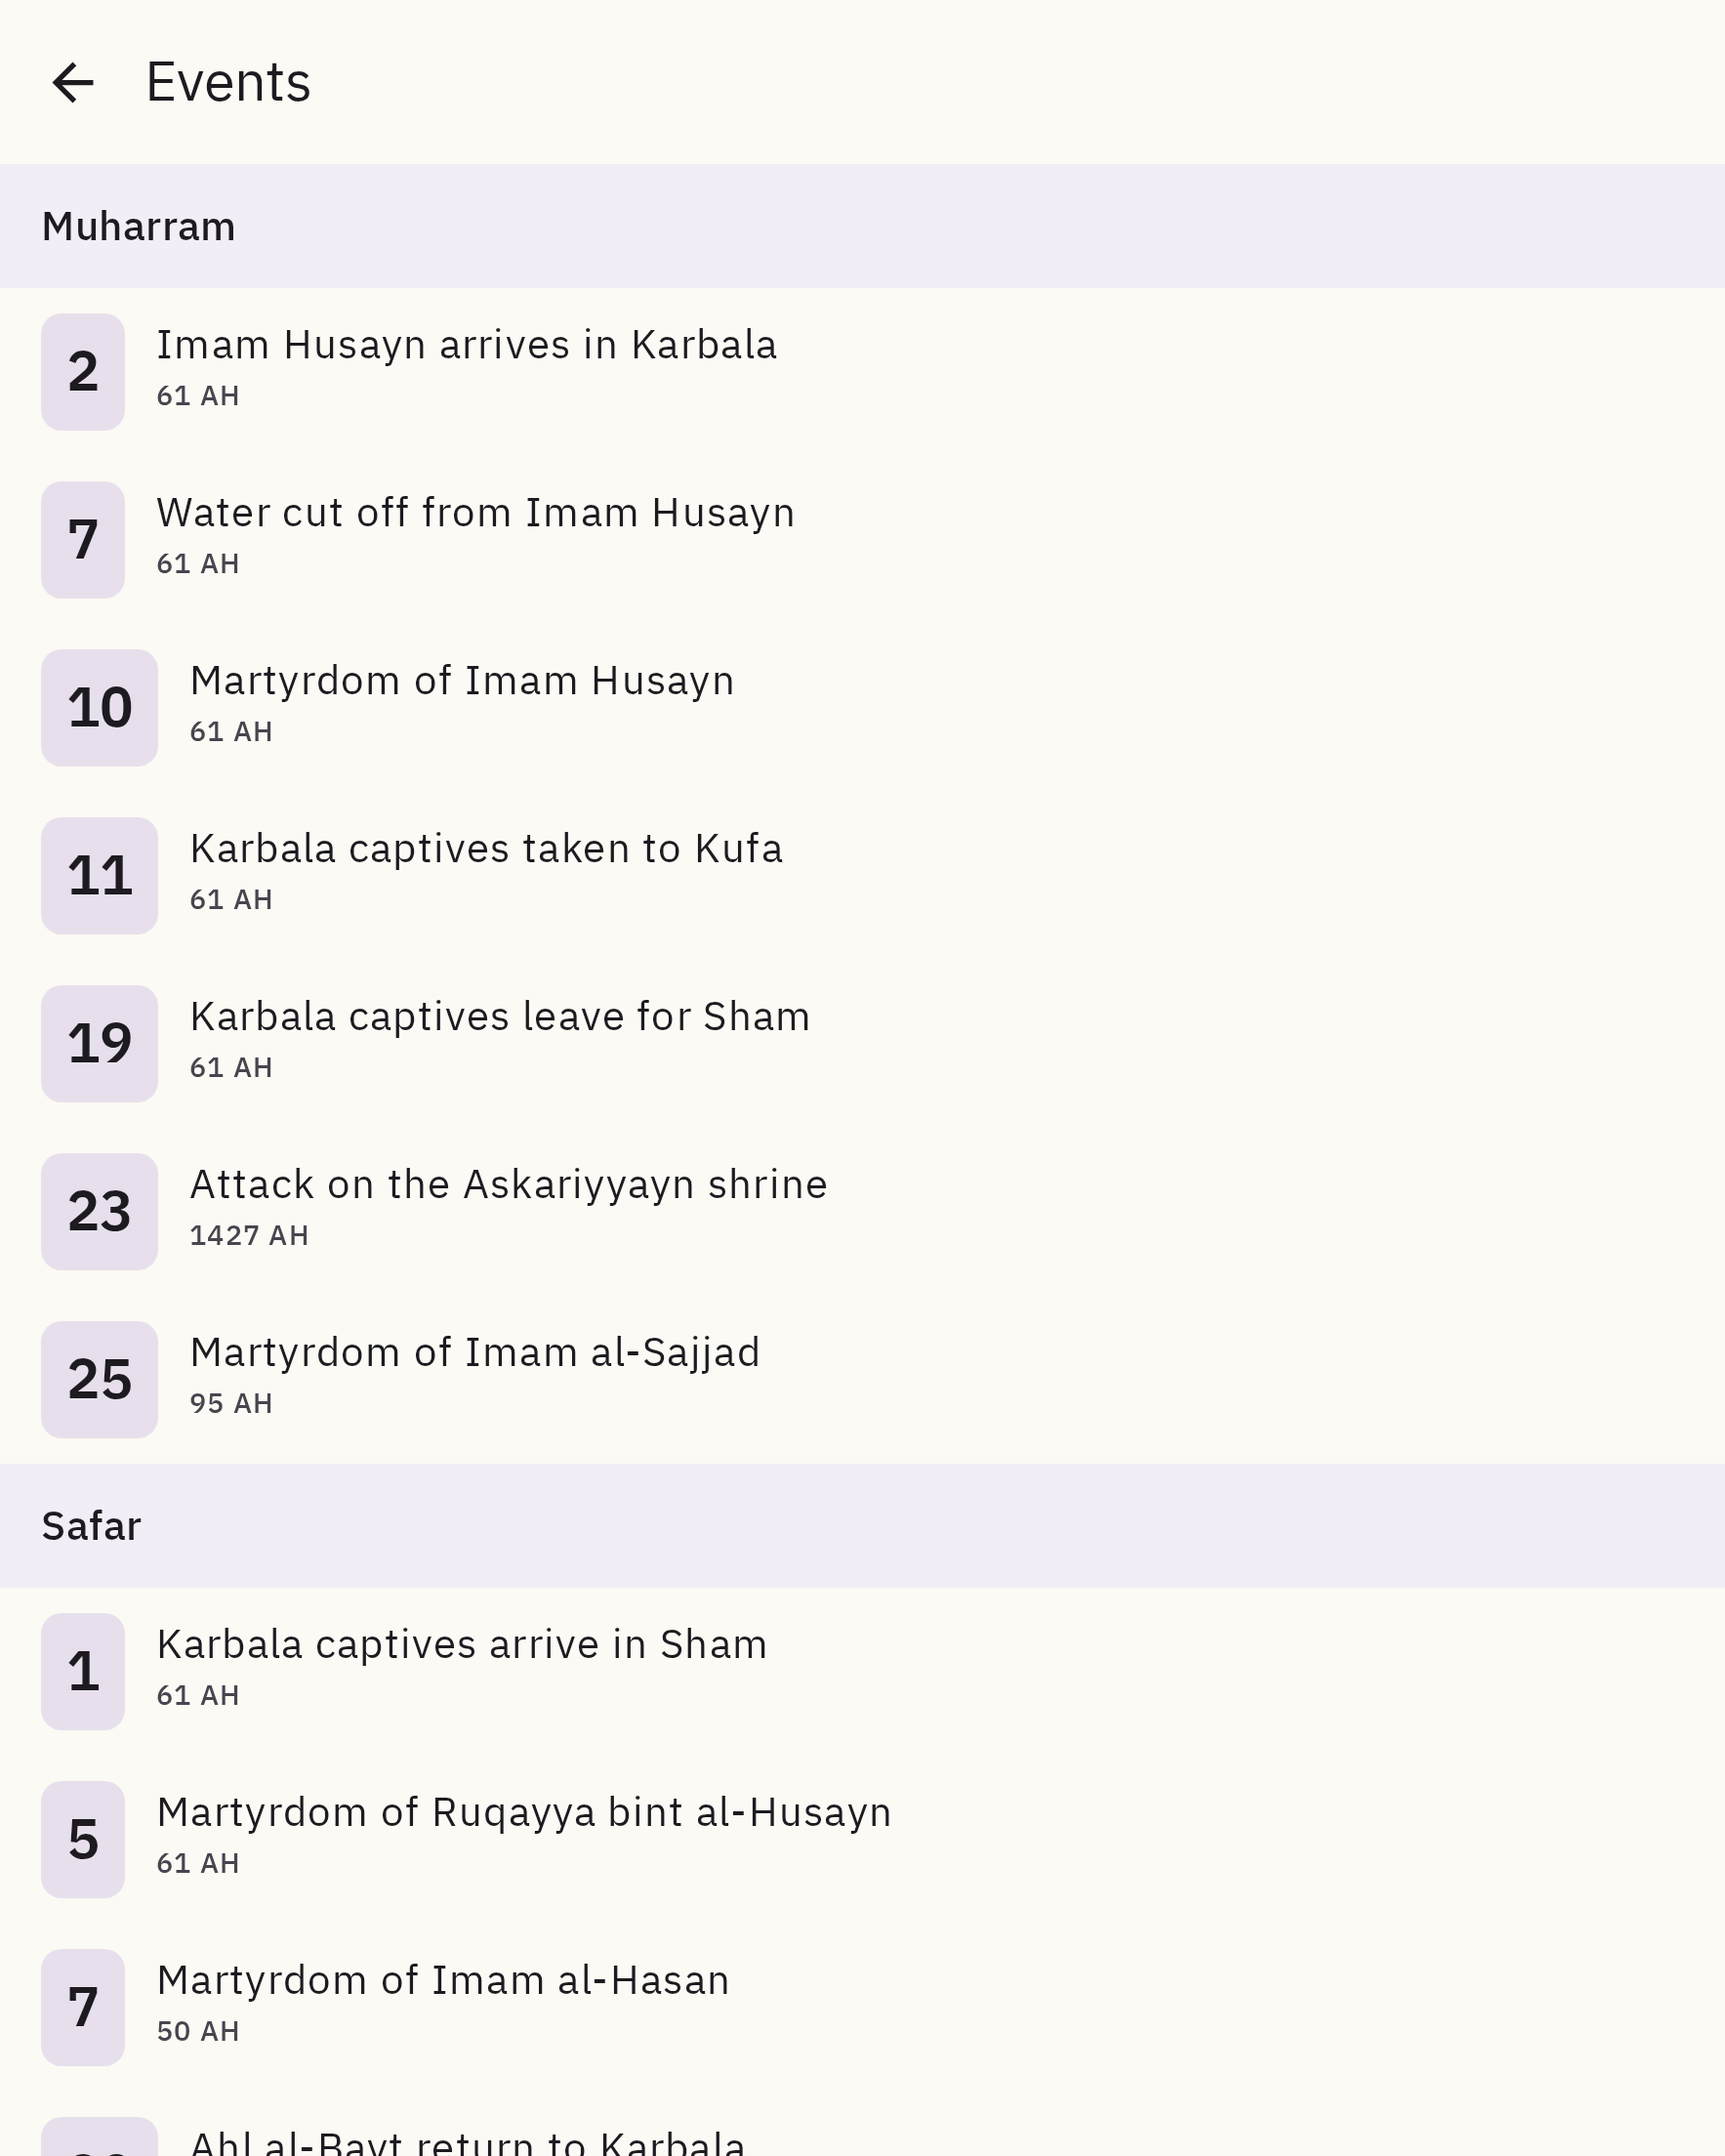 Events
Muharram
2
Imam Husayn arrives in Karbala
61 AH
7
Water cut off from Imam Husayn
61 AH
10
Martyrdom of Imam Husayn
61 AH
11
Karbala captives taken to Kufa
61 AH
19
Karbala captives leave for Sham
61 AH
23
Attack on the Askariyyayn shrine
1427 AH
25
Martyrdom of Imam al-Sajjad
95 AH
Safar
1
Karbala captives arrive in Sham
61 AH
5
Martyrdom of Ruqayya bint al-Husayn
61 AH
7
Martyrdom of Imam al-Hasan
50 AH
Ahl al-Bayt return to Karbala